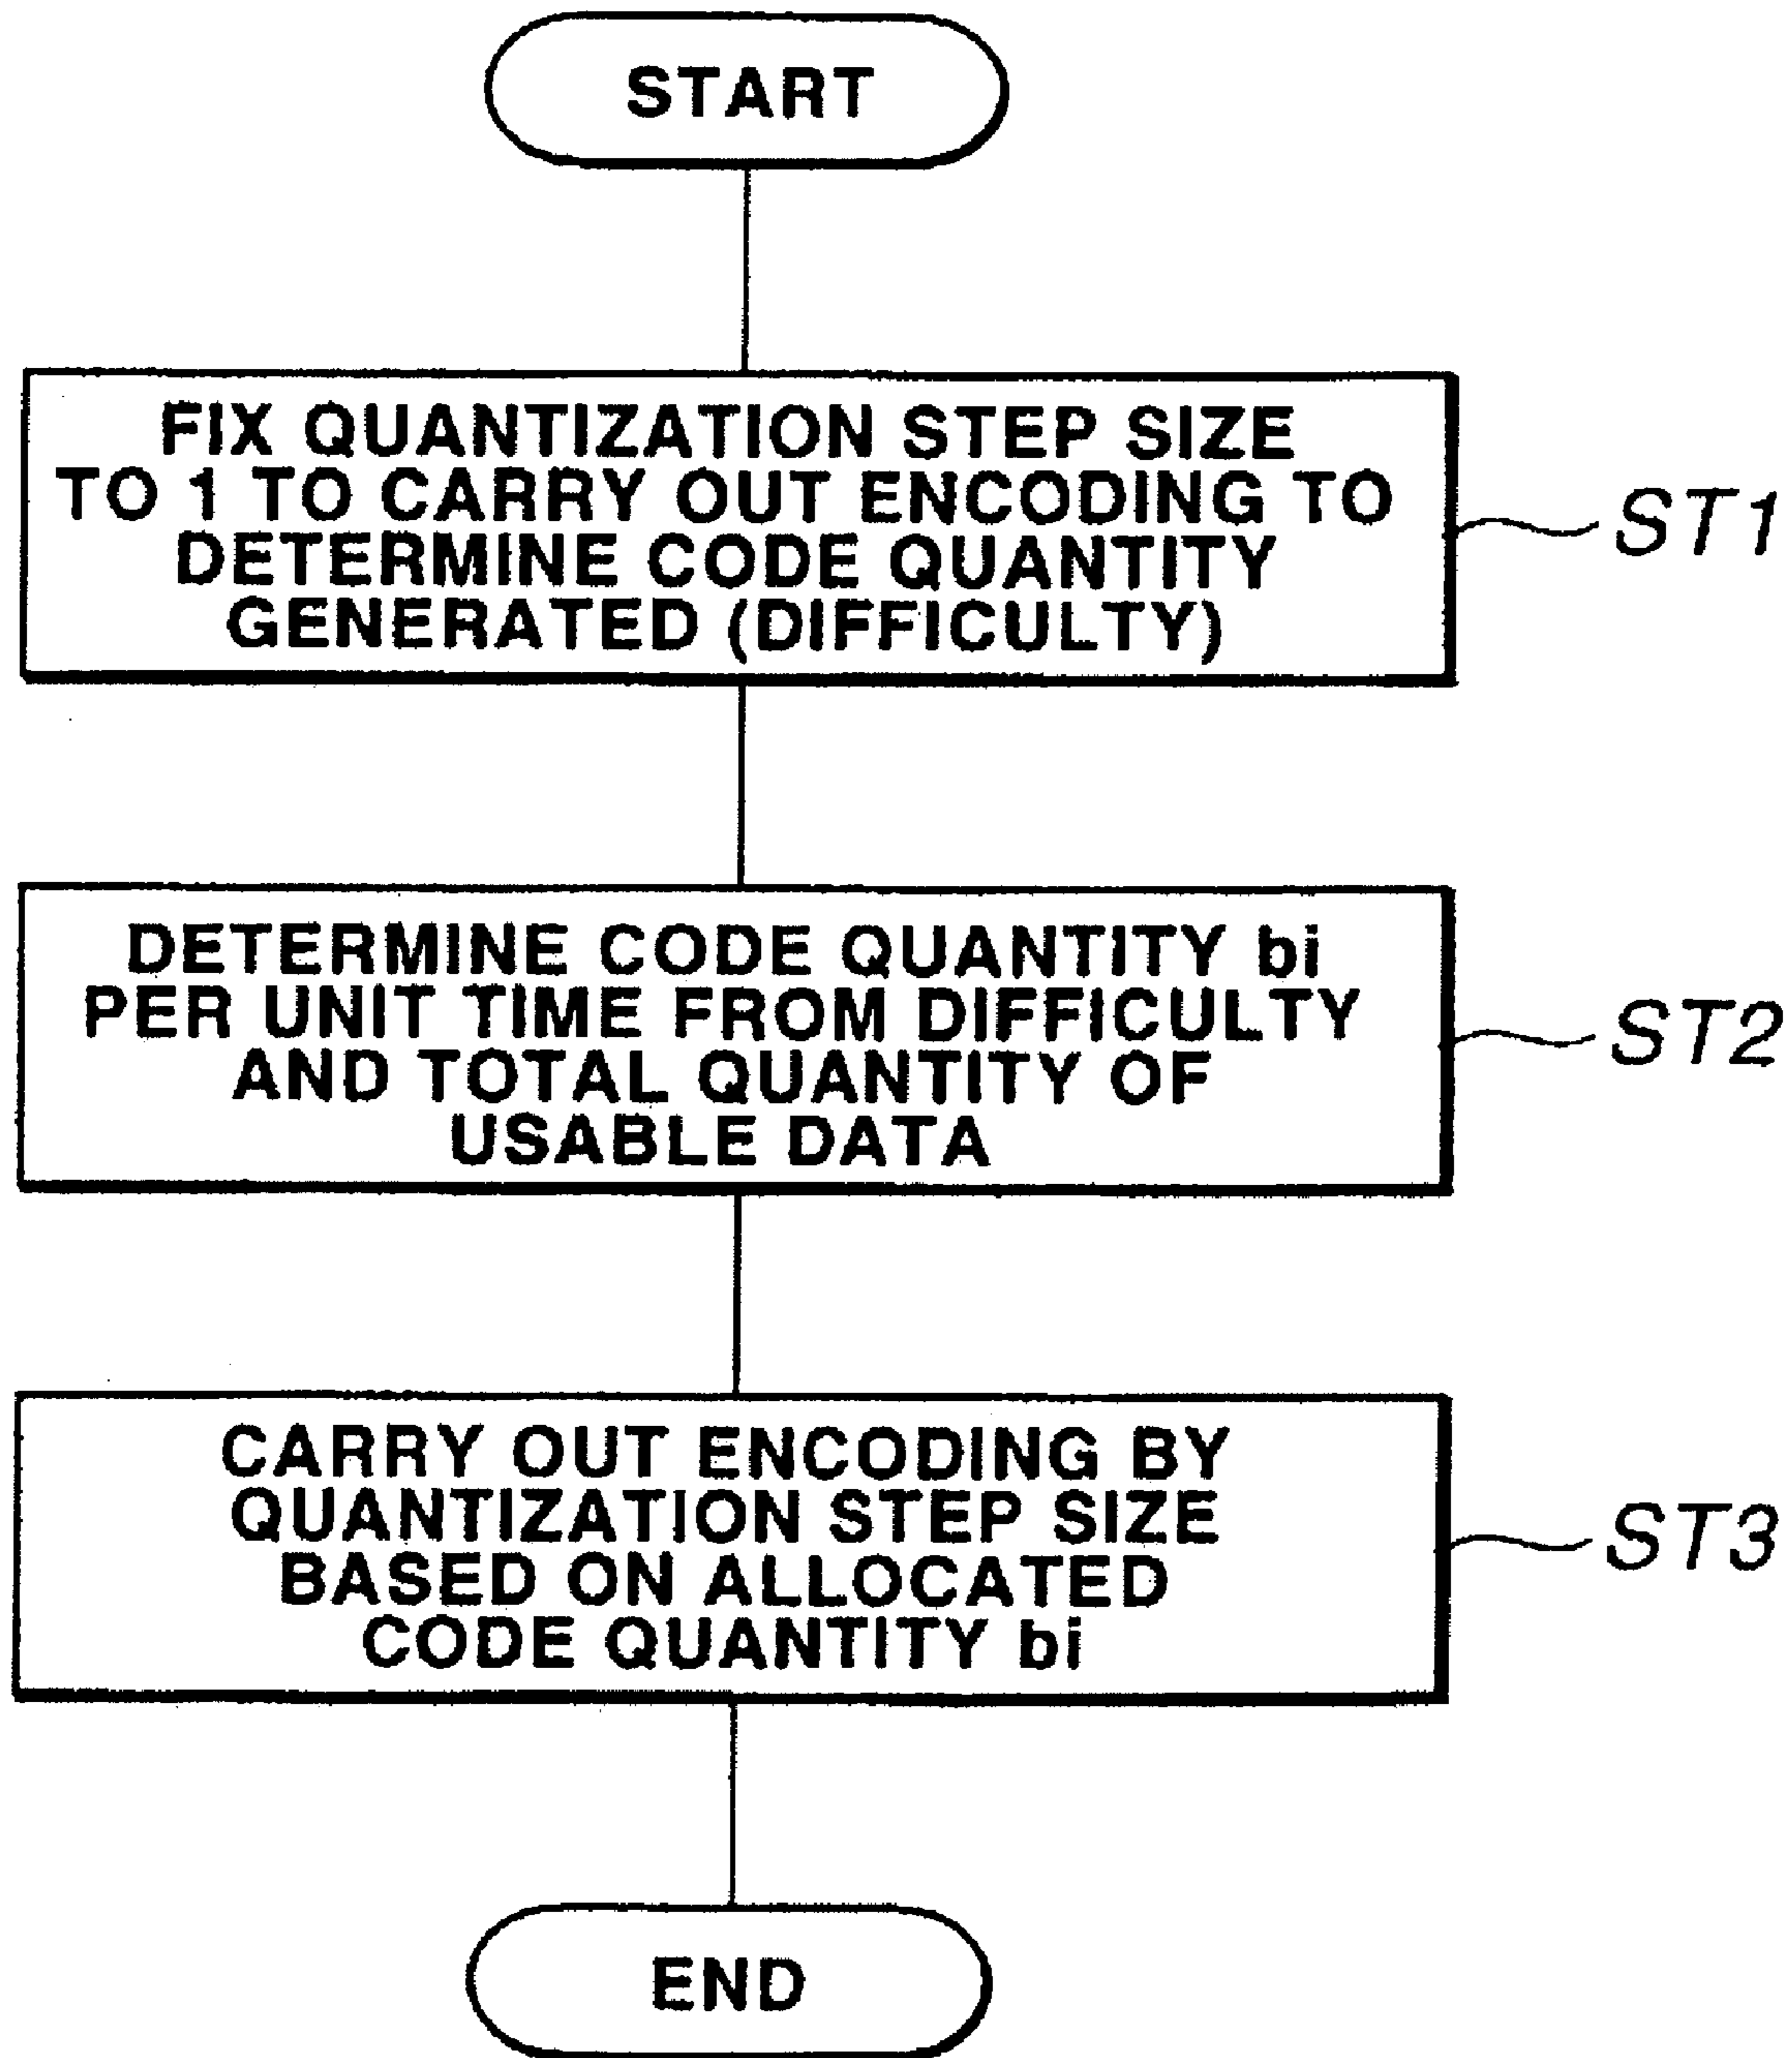 START
FIX QUANTIZATION STEP SIZE
TO 1 TO CARRY OUT ENCODING TO
DETERMINE CODE QUANTITY
GENERATED (DIFFICULTY)
ST1
DETERMINE CODE QUANTITY bi
PER UNIT TIME FROM DIFFICULTY
AND TOTAL QUANTITY OF
USABLE DATA
ST2
CARRY OUT ENCODING BY
QUANTIZATION STEP SIZE
BASED ON ALLOCATED
CODE QUANTITY bi
ST3
END